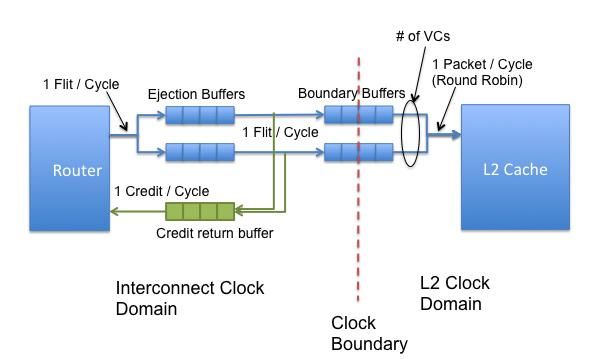 # of VCs
1 Packet / Cycle
(Round Robin)
1 Flit / Cycle
Ejection Buffers
Boundary Buffers
1 Flit / Cycle
Router
L2 Cache
1 Credit / Cycle
Credit return buffer
Interconnect Clock
Domain
L2 Clock
Domain
Clock
Boundary